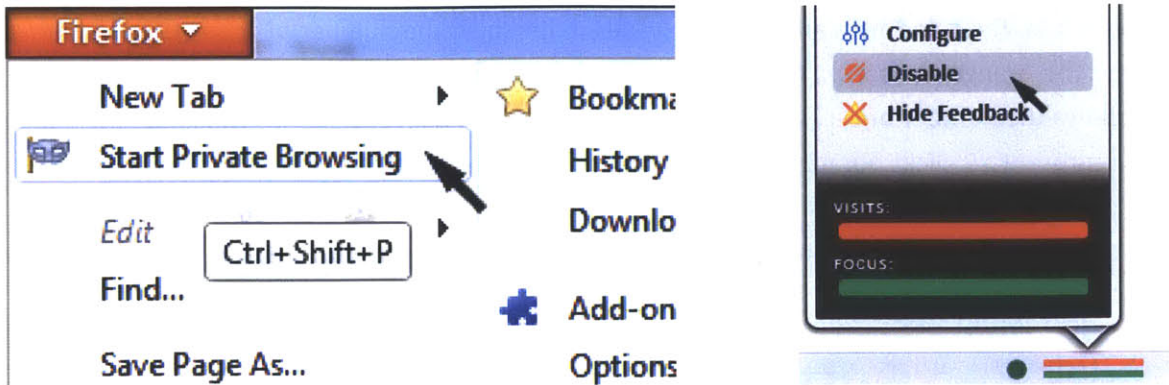 Firefox
New Tab
Start Private Browsing
Edit
Ctrl+Shift+P
Find...
Save Page As...
Bookma
History
Downlo
Add-on
Options
Configure
Disable
Hide Feedback
VISITS:
FOCUS: